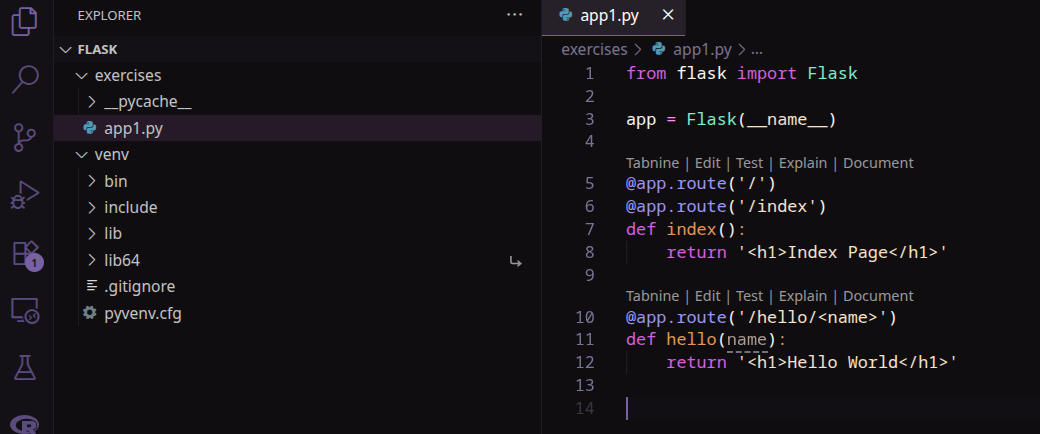 EXPLORER
···
FLASK
exercises
__pycache__
app1.py
venv
bin
include
lib
lib64
.gitignore
pyvenv.cfg
1
app1.py
exercises > app1.py > ...
1 from flask import Flask
2
3 app = Flask(__name__)
4
Tabnine | Edit | Test | Explain | Document
5 @app.route('/')
6 @app.route('/index')
7 def index():
8 return '<h1>Index Page</h1>'
9
Tabnine | Edit | Test | Explain | Document
10 @app.route('/hello/<name>')
11 def hello(name):
12 return '<h1>Hello World</h1>'
13
14